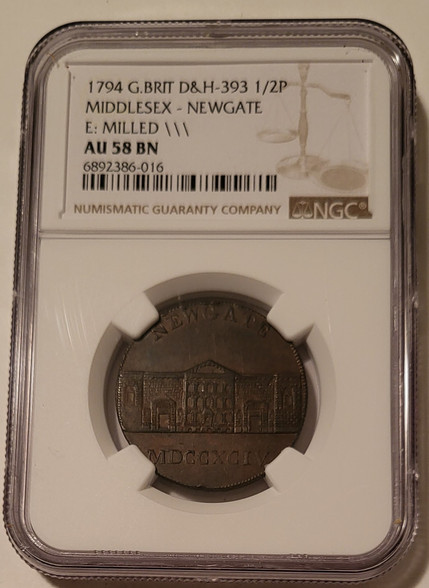 1794 G.BRIT D&H-393 1/2P
MIDDLESEX - NEWGATE
E: MILLED \\\
AU 58 BN
6892386-016
NUMISMATIC GUARANTY COMPANY
NGC
NEWGATE
MDCCXCIV